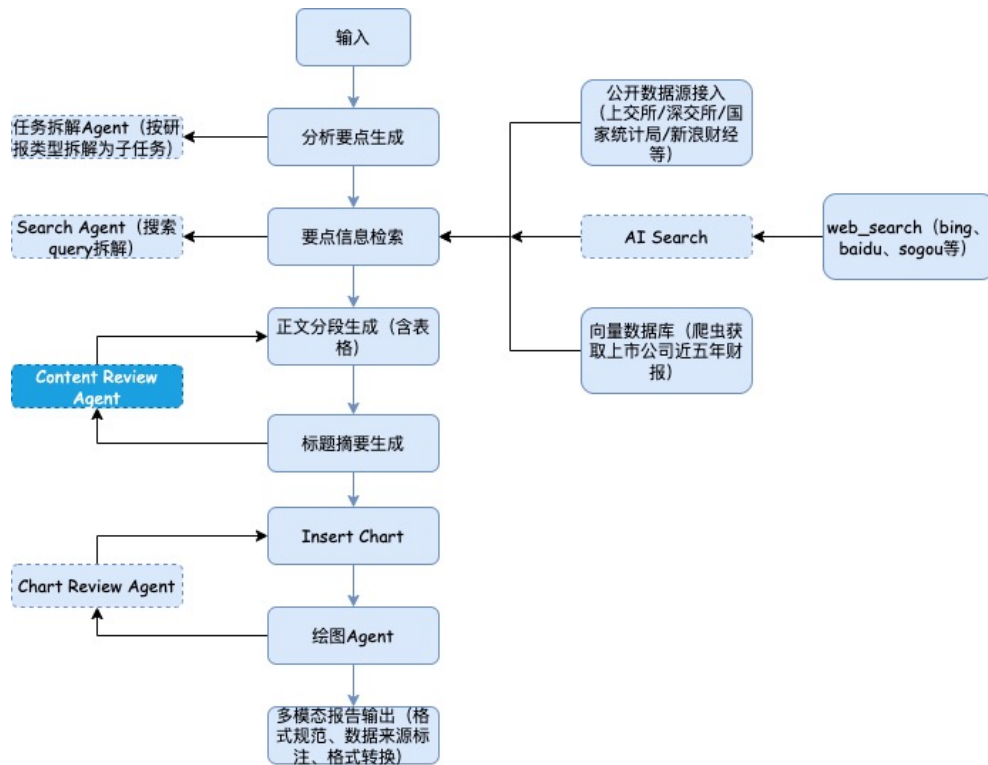 输入
公开数据源接入
（上交所/深交所/国
家统计局/新浪财经
等）
任务拆解Agent（按研
报类型拆解为子任务）
分析要点生成
Search Agent（搜索
query拆解）
要点信息检索
AI Search
web_search（bing、
baidu、sogou等）
正文分段生成（含表
格）
向量数据库（爬虫获
取上市公司近五年财
报）
Content Review
Agent
标题摘要生成
Insert Chart
Chart Review Agent
绘图Agent
多模态报告输出（格
式规范、数据来源标
注、格式转换）